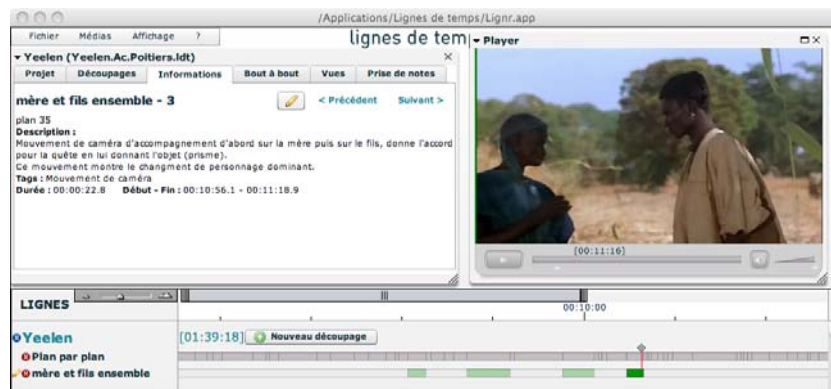 /Applications/Lignes de temps/Lignr.app
Fichier Médias Affichage ?
lignes de tem
Player
Yeelen (Yeelen.Ac.Poitiers.ldt)
Projet Découpages Informations Bout à bout Vues Prise de notes
mère et fils ensemble - 3
< Précédent Suivant >
plan 35
Description :
Mouvement de caméra d'accompagnement d'abord sur la mère puis sur le fils, donne l'accord
pour la quête en lui donnant l'objet (prisme).
Ce mouvement montre le changment de personnage dominant.
Tags : Mouvement de caméra
Durée : 00:00:22.8 Début - Fin : 00:10:56.1 - 00:11:18.9
[00:11:16]
LIGNES
00:10:00
Yeelen
[01:39:18] Nouveau découpage
Plan par plan
mère et fils ensemble